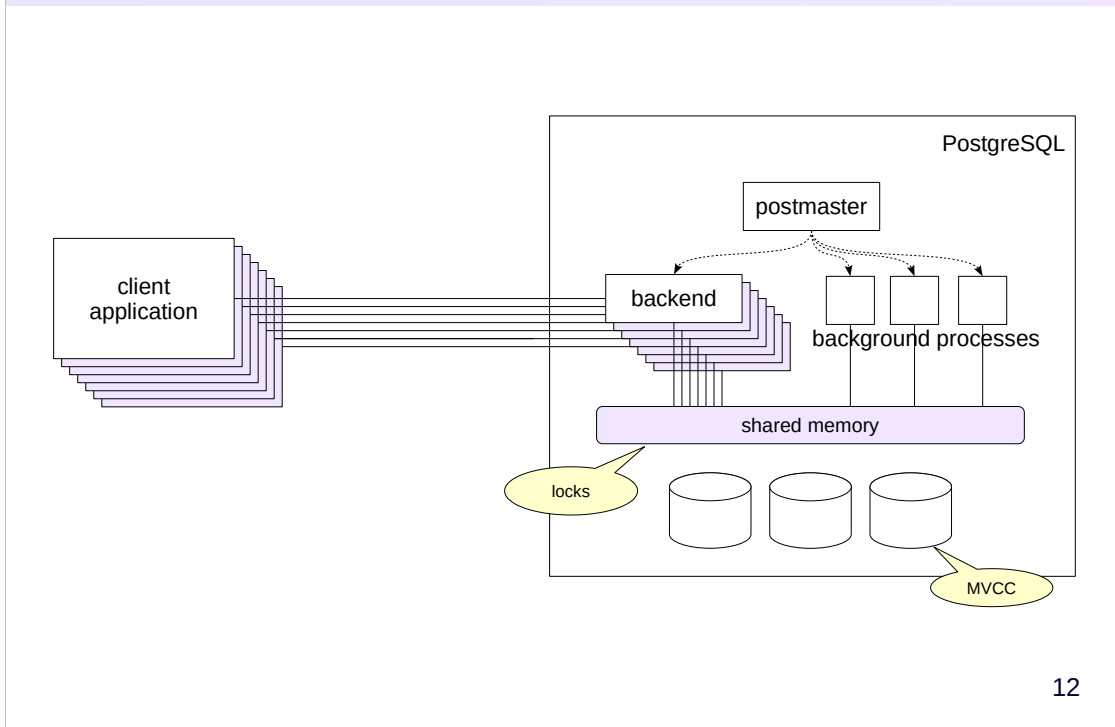 PostgreSQL
postmaster
client
application
backend
background processes
shared memory
locks
MVCC
12